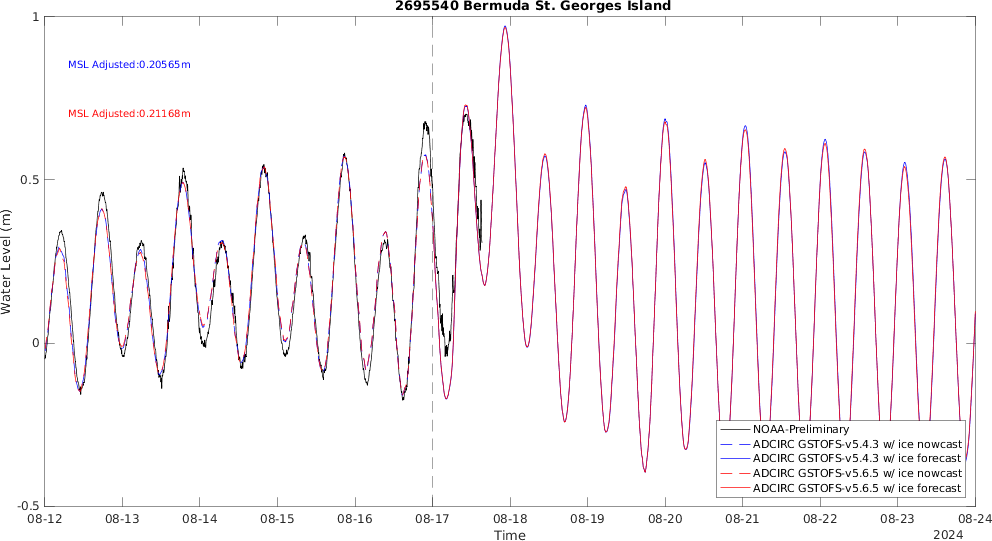 2695540 Bermuda St. Georges Island
MSL Adjusted:0.20565m
MSL Adjusted:0.21168m
Water Level (m)
1
0.5
0
-0.5
NOAA-Preliminary
ADCIRC GSTOFS-v5.4.3 w/ ice nowcast
ADCIRC GSTOFS-v5.4.3 w/ ice forecast
ADCIRC GSTOFS-v5.6.5 w/ ice nowcast
ADCIRC GSTOFS-v5.6.5 w/ ice forecast
08-12 08-13 08-14 08-15 08-16 08-17 08-18 08-19 08-20 08-21 08-22 08-23 08-24
Time
2024